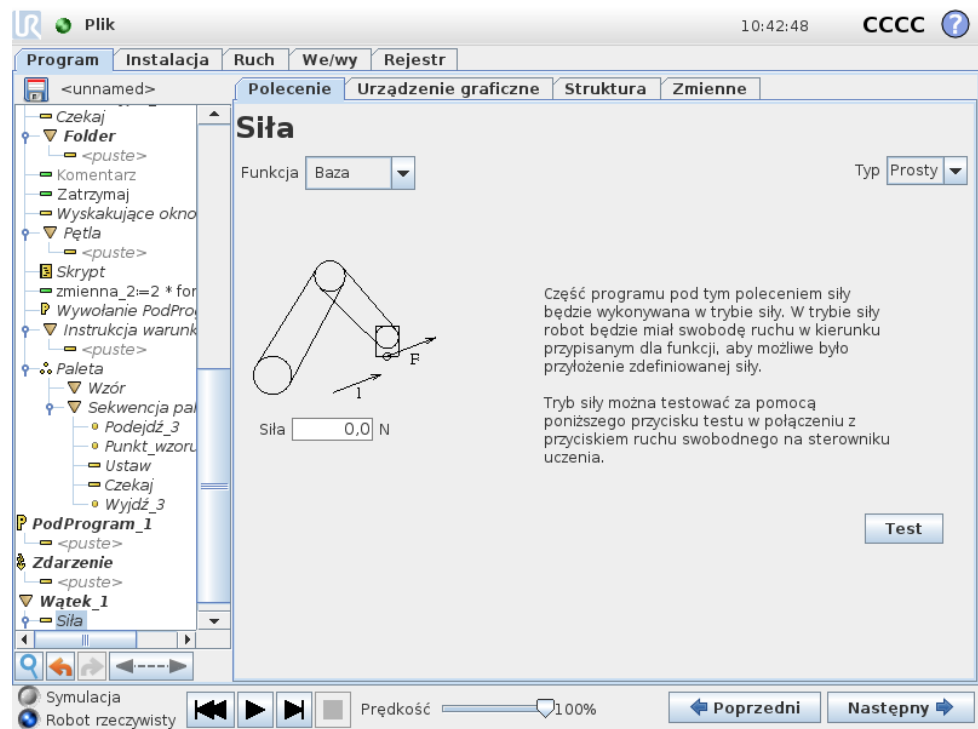 UR Plik 10:42:48 CCCC ?
Program Instalacja Ruch We/wy Rejestr
<unnamed>
Polecenie Urządzenie graficzne Struktura Zmienne
Czekaj
Folder
<puste>
Komentarz
Zatrzymaj
Wyskakujące okno
Pętla
<puste>
Skrypt
zmienna_2:=2 * for
P Wywołanie PodPro
Instrukcja warunk
<puste>
Paleta
Wzór
Sekwencja pal
Podejdź_3
Punkt_wzoru
Ustaw
Czekaj
Wyjdź_3
P PodProgram_1
<puste>
Zdarzenie
<puste>
Wątek_1
Siła
Siła
Funkcja Baza
Typ Prosty
F
1
Siła 0,0 N
Część programu pod tym poleceniem siły
będzie wykonywana w trybie siły. W trybie siły
robot będzie miał swobodę ruchu w kierunku
przypisanym dla funkcji, aby możliwe było
przyłożenie zdefiniowanej siły.
Tryb siły można testować za pomocą
poniższego przycisku testu w połączeniu z
przyciskiem ruchu swobodnego na sterowniku
uczenia.
Test
Symulacja
Robot rzeczywisty
Prędkość 100%
Poprzedni
Następny